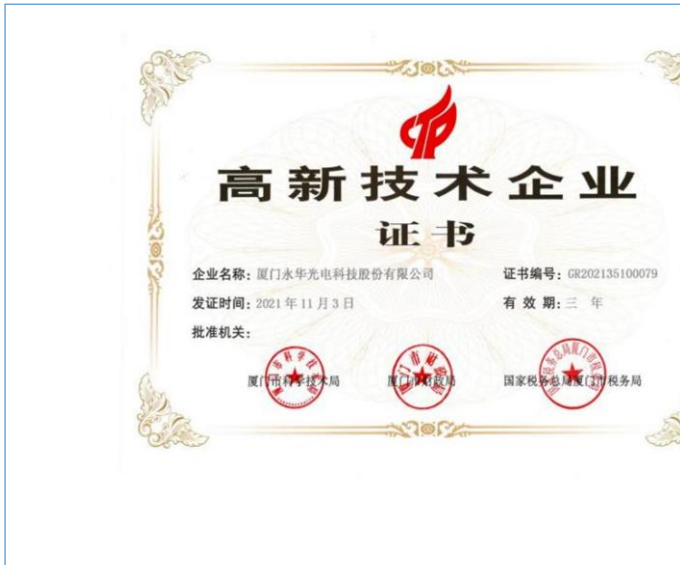 高新技术企业
证书
企业名称：厦门永华光电科技股份有限公司 证书编号：GR202135100079
发证时间：2021年11月3日 有效期：三 年
批准机关：
厦门市科学技术局 厦门市财政局 国家税务总局厦门市税务局